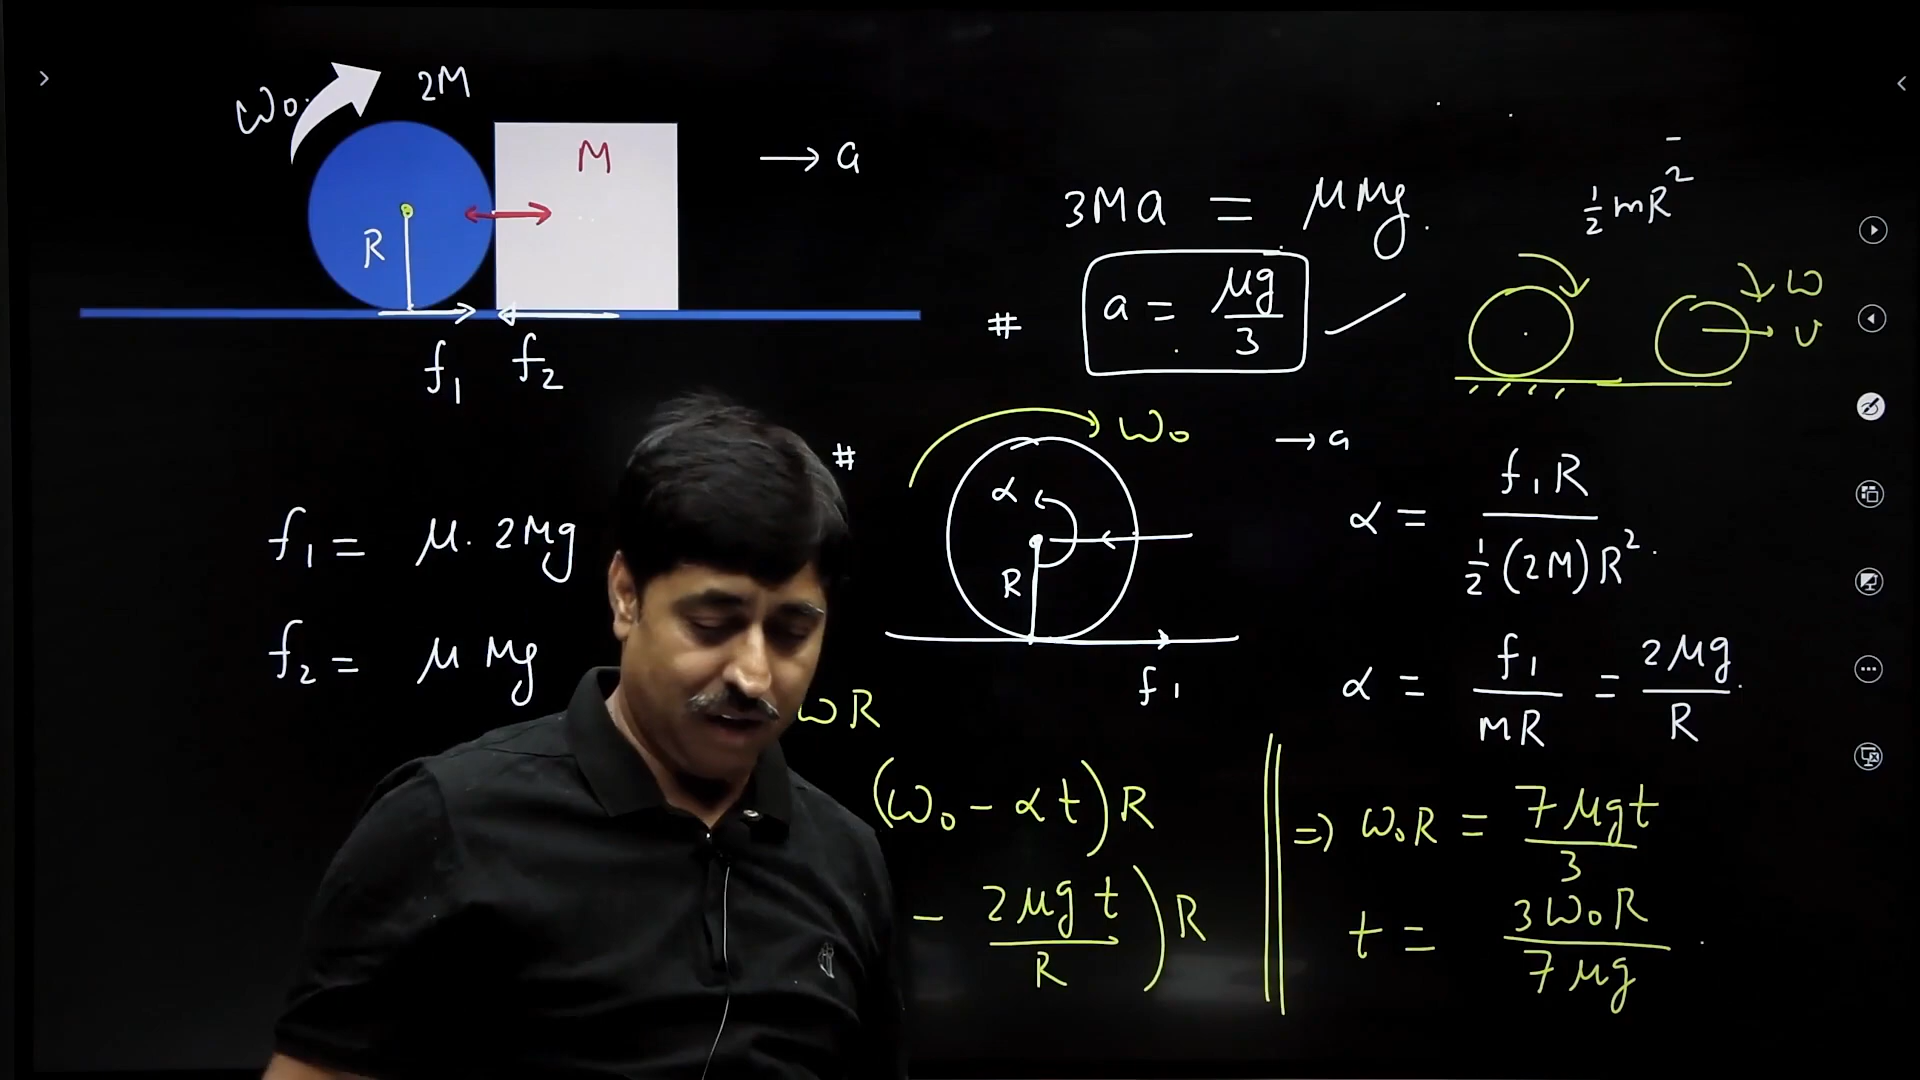 ω₀
2M
M
→ a
R
f₁ f₂
3Ma = μMg.
½mR²
# a = μg/3
ω
v
f₁ = μ. 2Mg
f₂ = μ Mg
#
ω₀
→ a
α
R
f₁
α = f₁R / ½(2M)R².
α = f₁/mR = 2μg/R.
ωR
(ω₀ - αt)R
- 2μgt/R)R
⇒ ω₀R = 7μgt/3
t = 3ω₀R/7μg.